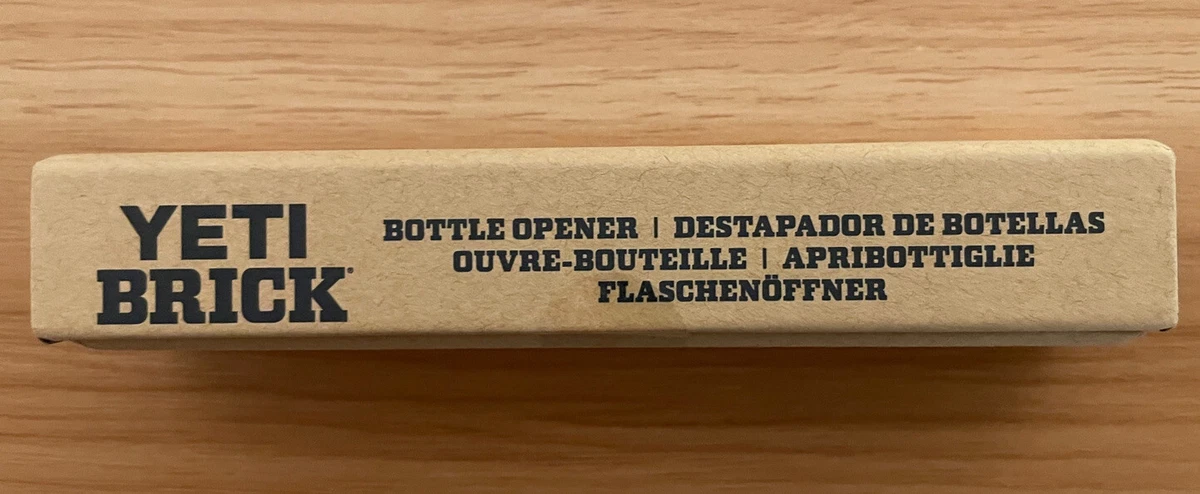 YETI
BRICK
BOTTLE OPENER | DESTAPADOR DE BOTELLAS
OUVRE-BOUTEILLE | APRIBOTTIGLIE
FLASCHENÖFFNER